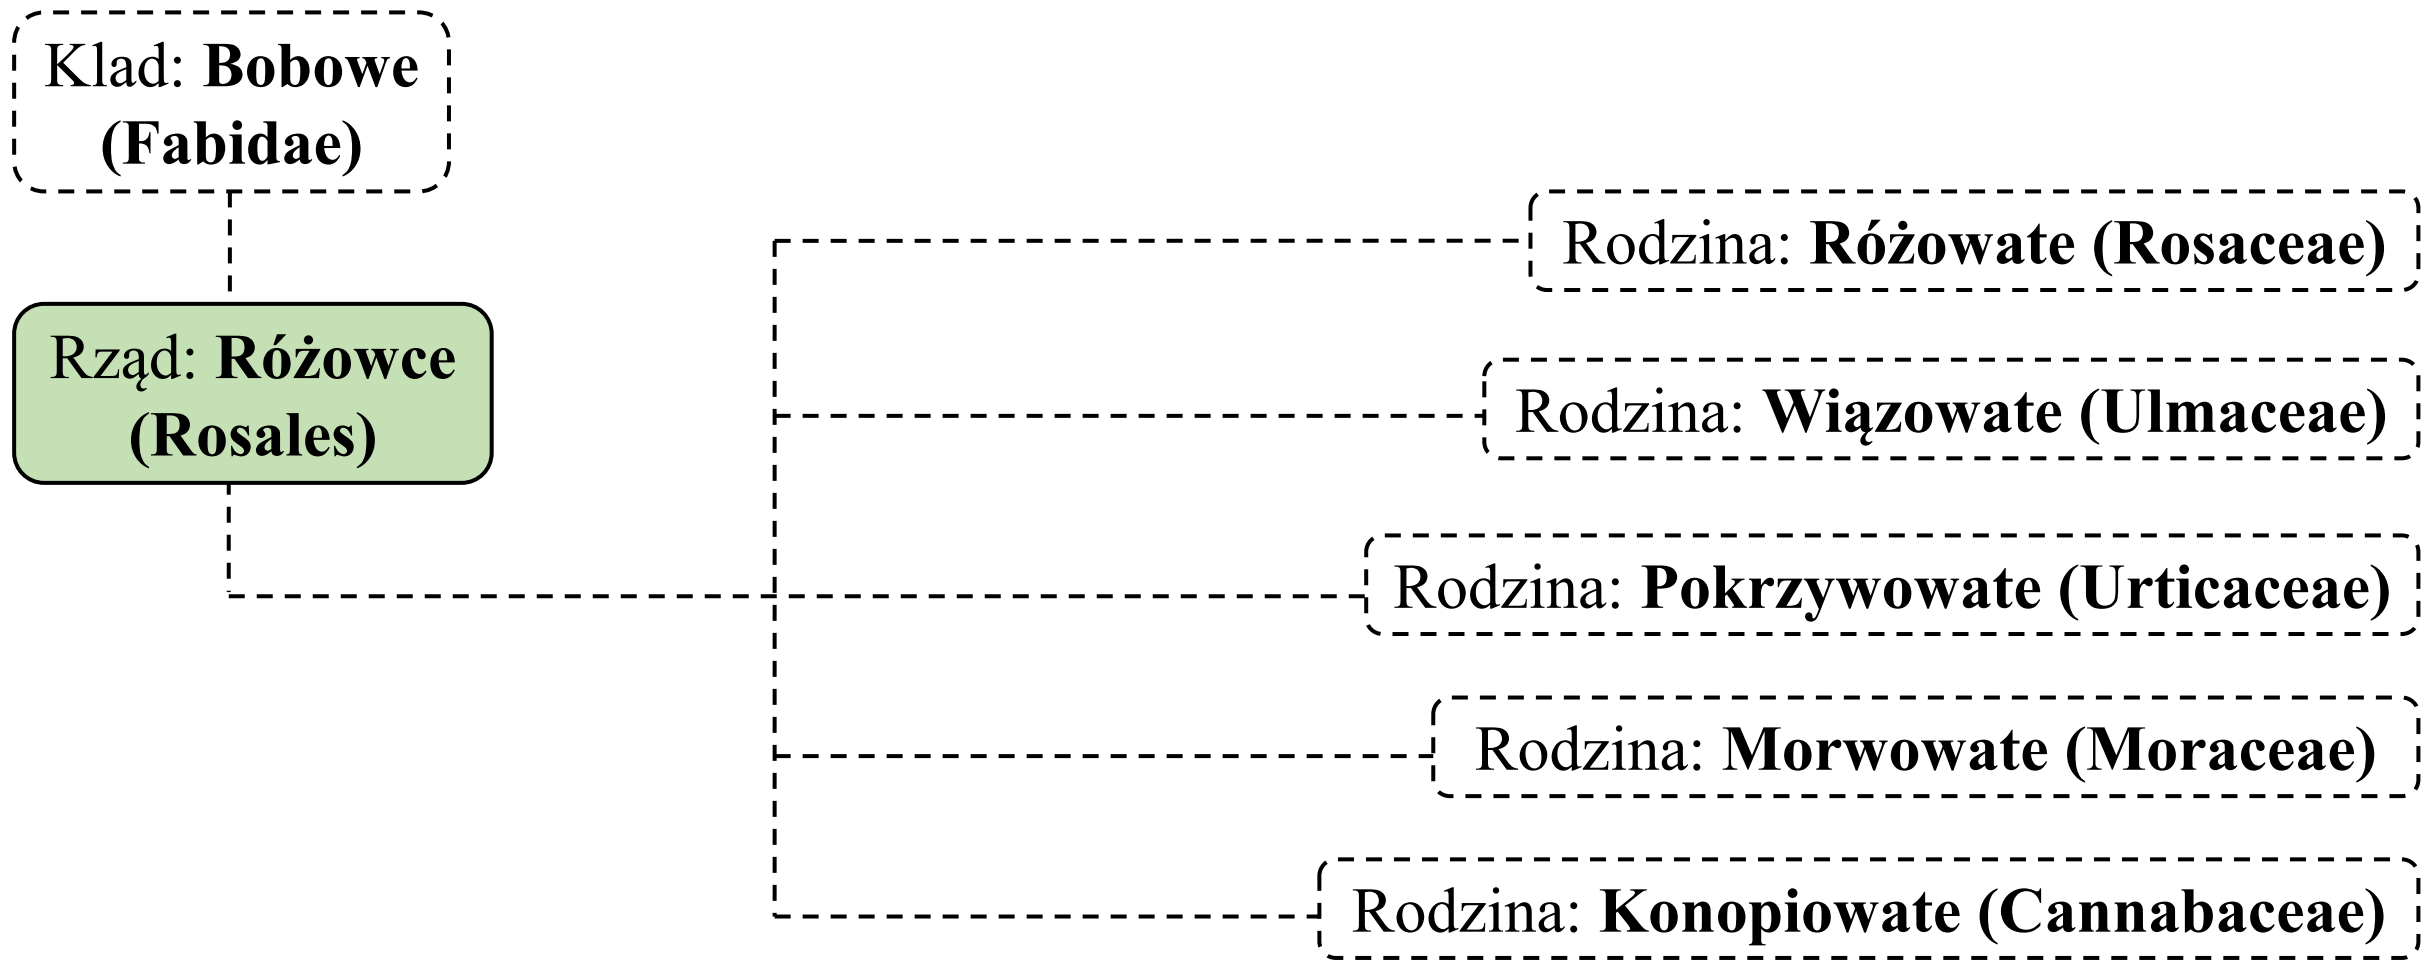 Klad: Bobowe
(Fabidae)
Rząd: Różowce
(Rosales)
Rodzina: Różowate (Rosaceae)
Rodzina: Wiązowate (Ulmaceae)
Rodzina: Pokrzywowate (Urticaceae)
Rodzina: Morwowate (Moraceae)
Rodzina: Konopiowate (Cannabaceae)